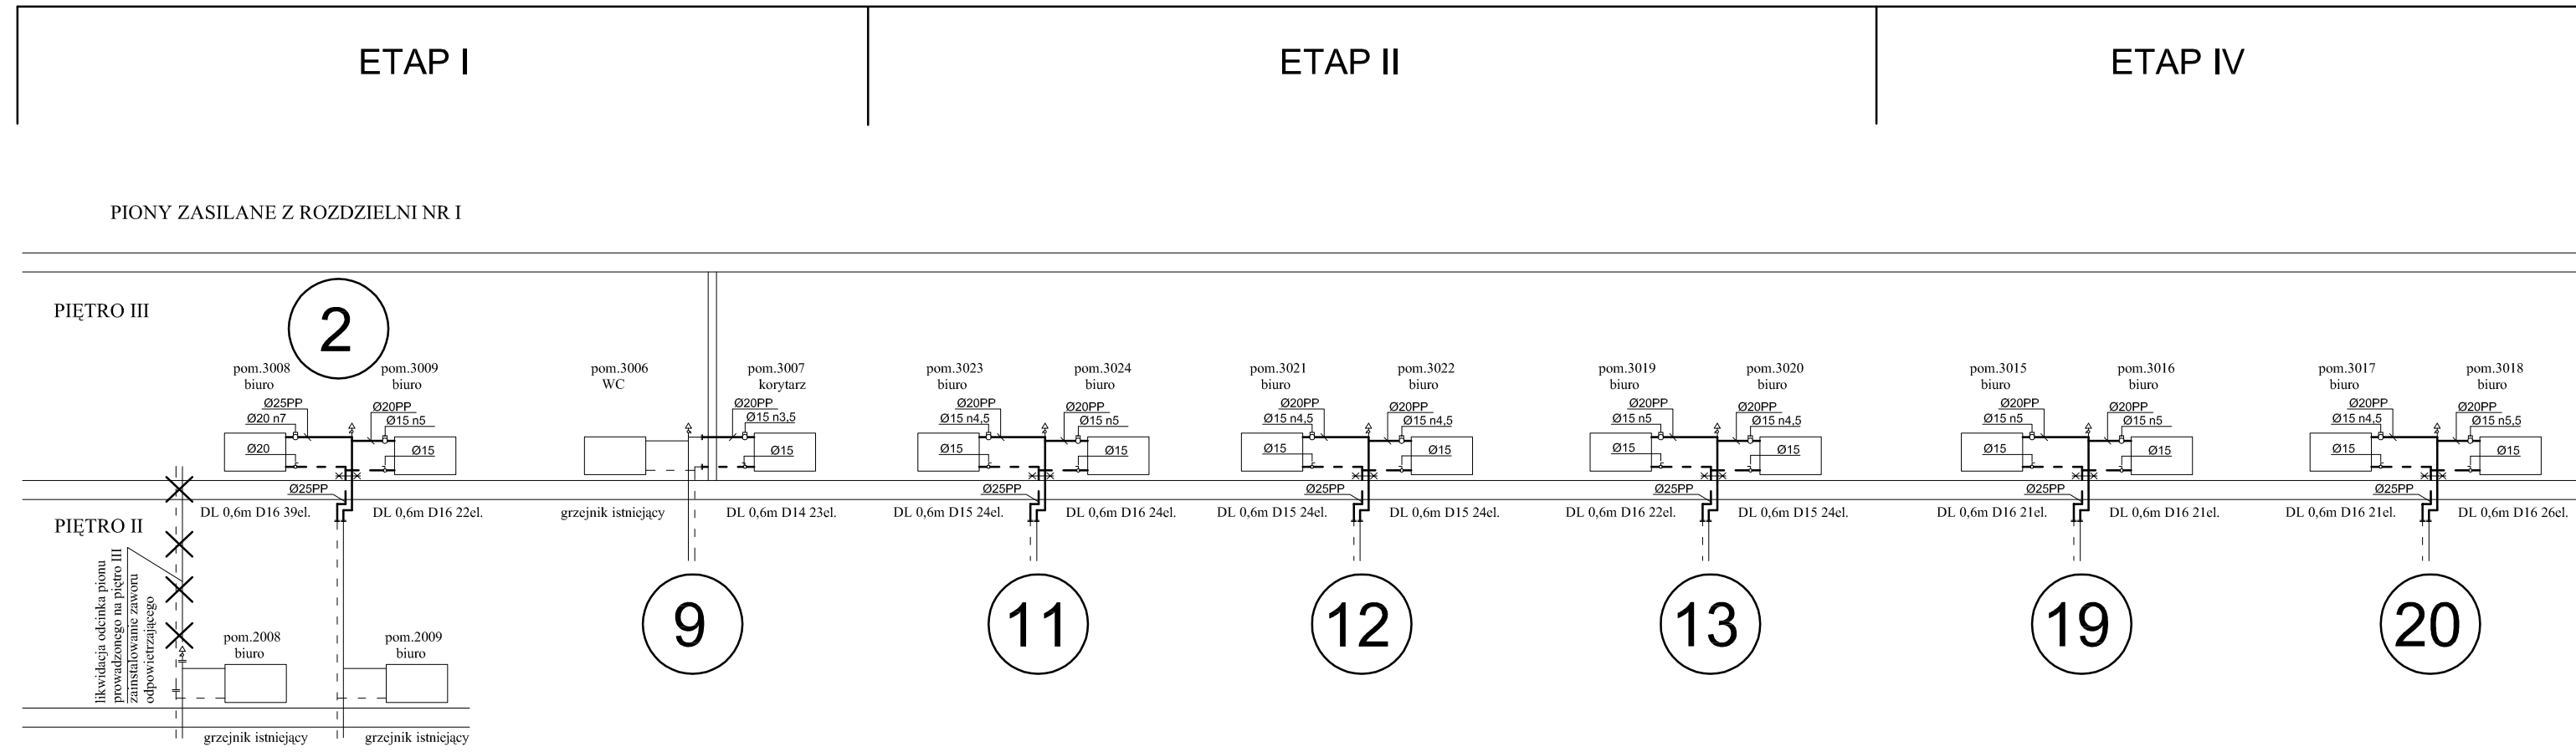 ETAP I
ETAP II
ETAP IV
PIONY ZASILANE Z ROZDZIELNI NR I
PIĘTRO III
2
pom.3008
biuro
pom.3009
biuro
Ø25PP
Ø20 n7
Ø20PP
Ø15 n5
Ø20
Ø15
Ø25PP
DL 0,6m D16 39el.
DL 0,6m D16 22el.
pom.3006
WC
pom.3007
korytarz
Ø20PP
Ø15 n3,5
Ø15
grzejnik istniejący
DL 0,6m D14 23el.
9
pom.3023
biuro
pom.3024
biuro
Ø20PP
Ø15 n4,5
Ø20PP
Ø15 n5
Ø15
Ø15
Ø25PP
DL 0,6m D15 24el.
DL 0,6m D16 24el.
11
pom.3021
biuro
pom.3022
biuro
Ø20PP
Ø15 n4,5
Ø20PP
Ø15 n4,5
Ø15
Ø15
Ø25PP
DL 0,6m D15 24el.
DL 0,6m D15 24el.
12
pom.3019
biuro
pom.3020
biuro
Ø20PP
Ø15 n5
Ø20PP
Ø15 n4,5
Ø15
Ø15
Ø25PP
DL 0,6m D16 22el.
DL 0,6m D15 24el.
13
pom.3015
biuro
pom.3016
biuro
Ø20PP
Ø15 n5
Ø20PP
Ø15 n5
Ø15
Ø15
Ø25PP
DL 0,6m D16 21el.
DL 0,6m D16 21el.
19
pom.3017
biuro
pom.3018
biuro
Ø20PP
Ø15 n4,5
Ø20PP
Ø15 n5,5
Ø15
Ø15
Ø25PP
DL 0,6m D16 21el.
DL 0,6m D16 26el.
20
PIĘTRO II
likwidacja odcinka pionu
prowadzonego na piętro III
zainstalowanie zaworu
odpowietrzającego
pom.2008
biuro
pom.2009
biuro
grzejnik istniejący
grzejnik istniejący